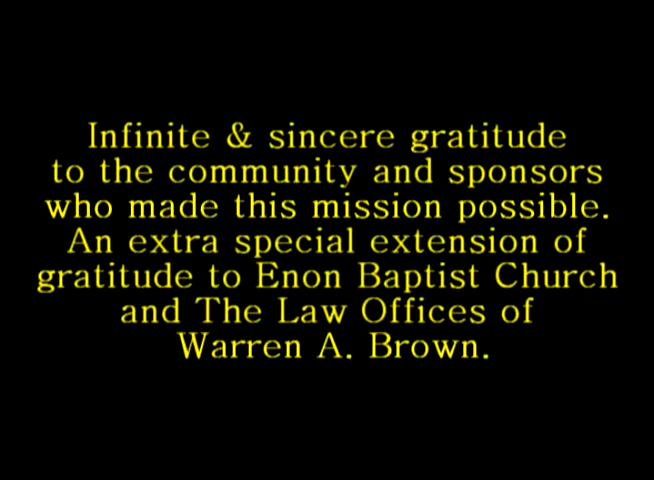 Infinite & sincere gratitude
to the community and sponsors
who made this mission possible.
An extra special extension of
gratitude to Enon Baptist Church
and The Law Offices of
Warren A. Brown.